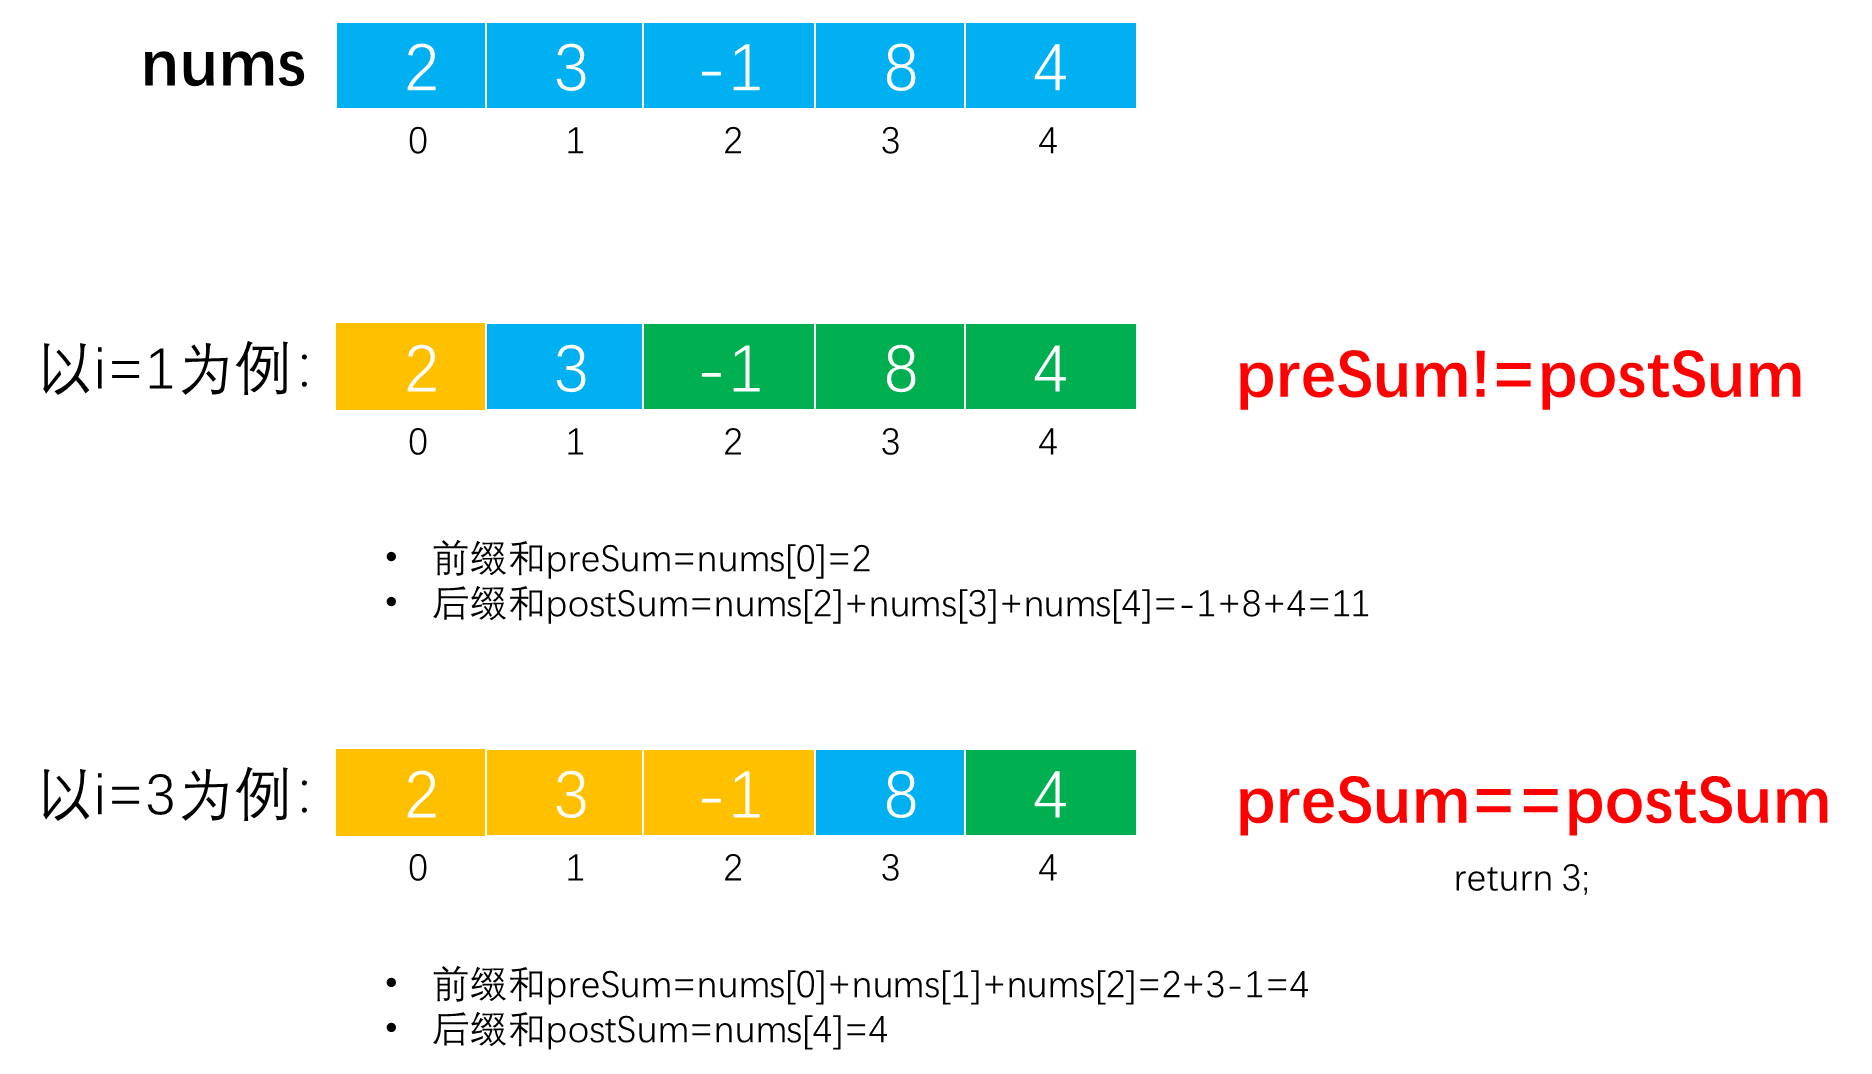 nums 2 3 -1 8 4
0 1 2 3 4
以i=1为例： 2 3 -1 8 4 preSum!=postSum
0 1 2 3 4
• 前缀和preSum=nums[0]=2
• 后缀和postSum=nums[2]+nums[3]+nums[4]=-1+8+4=11
以i=3为例： 2 3 -1 8 4 preSum==postSum
0 1 2 3 4 return 3;
• 前缀和preSum=nums[0]+nums[1]+nums[2]=2+3-1=4
• 后缀和postSum=nums[4]=4